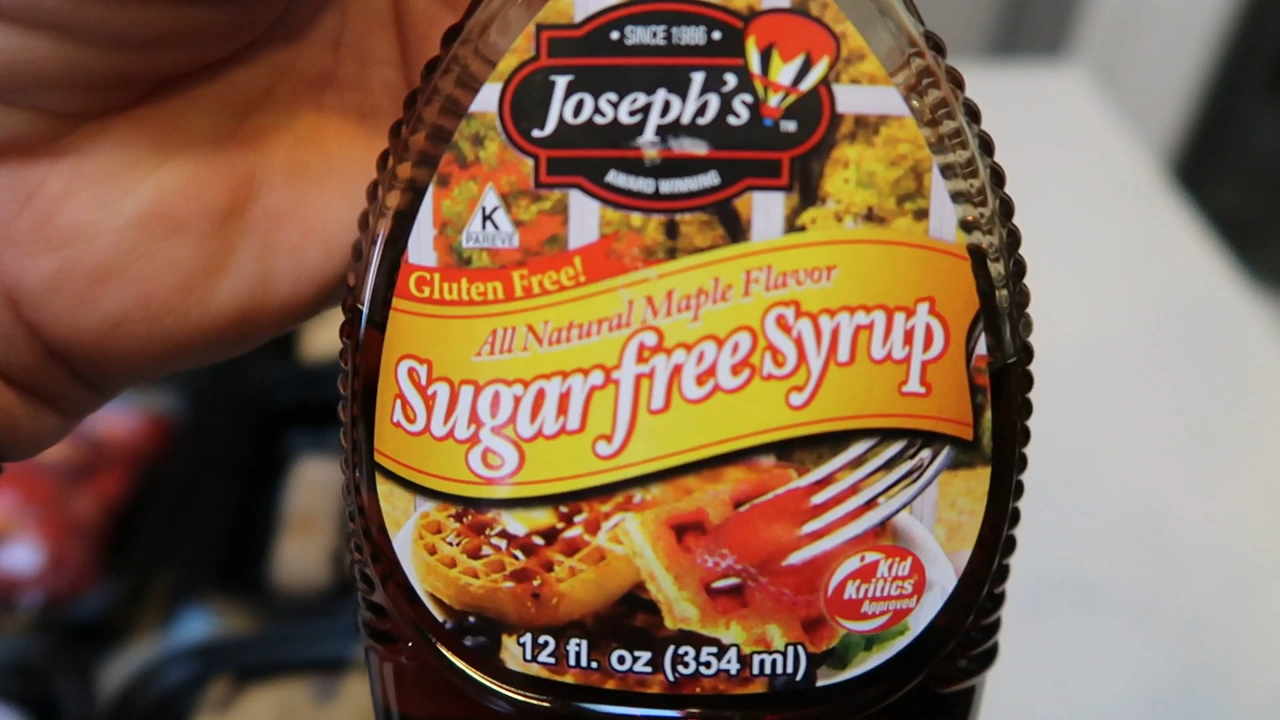 • SINCE 1986 •
Joseph's™
AWARD WINNING
K
PAREVE
Gluten Free!
All Natural Maple Flavor
Sugar free Syrup
Kid
Kritics®
Approved
12 fl. oz (354 ml)